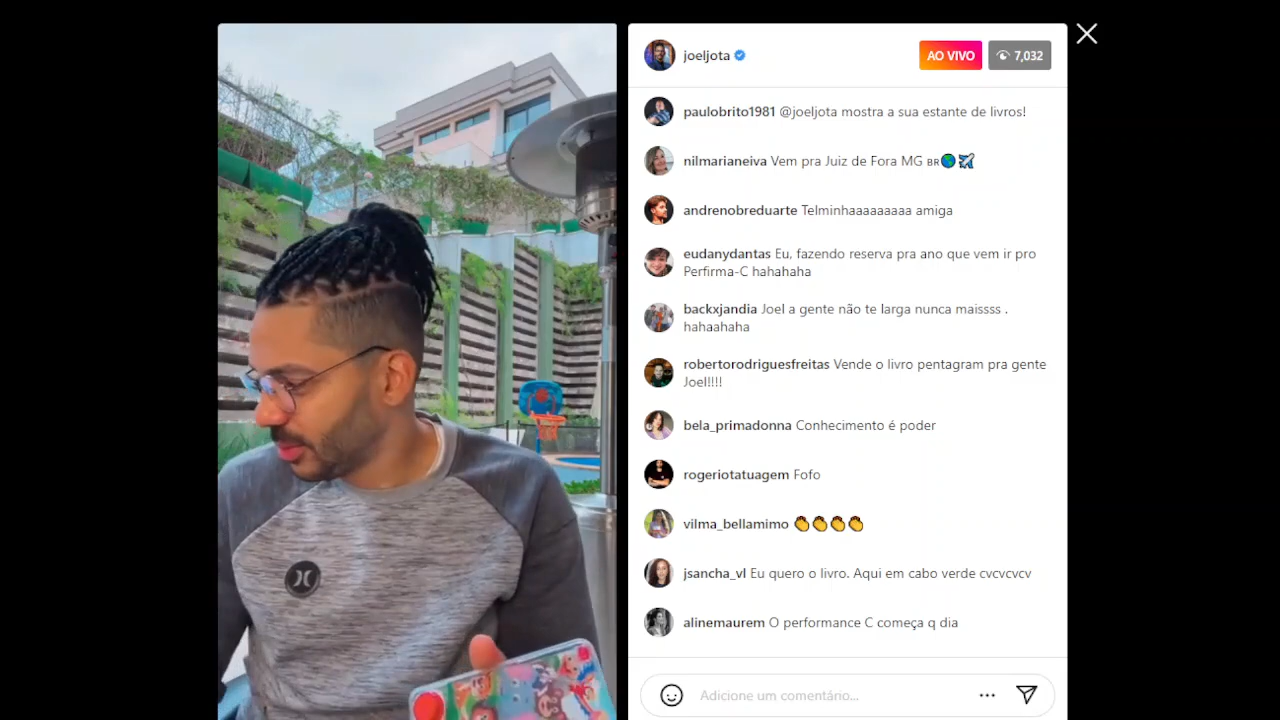 joeljota
AO VIVO
7,032
paulobrito1981 @joeljota mostra a sua estante de livros!
nilmarianeiva Vem pra Juiz de Fora MG BR🌎✈️
andrenobreduarte Telminhaaaaaaaaa amiga
eudanydantas Eu, fazendo reserva pra ano que vem ir pro
Perfirma-C hahahaha
backxjandia Joel a gente não te larga nunca maissss .
hahaahaha
robertorodriguesfreitas Vende o livro pentagram pra gente
Joel!!!!
bela_primadonna Conhecimento é poder
rogeriotatuagem Fofo
vilma_bellamimo 👏👏👏👏
jsancha_vl Eu quero o livro. Aqui em cabo verde cvcvcvcv
alinemaurem O performance C começa q dia
Adicione um comentário...